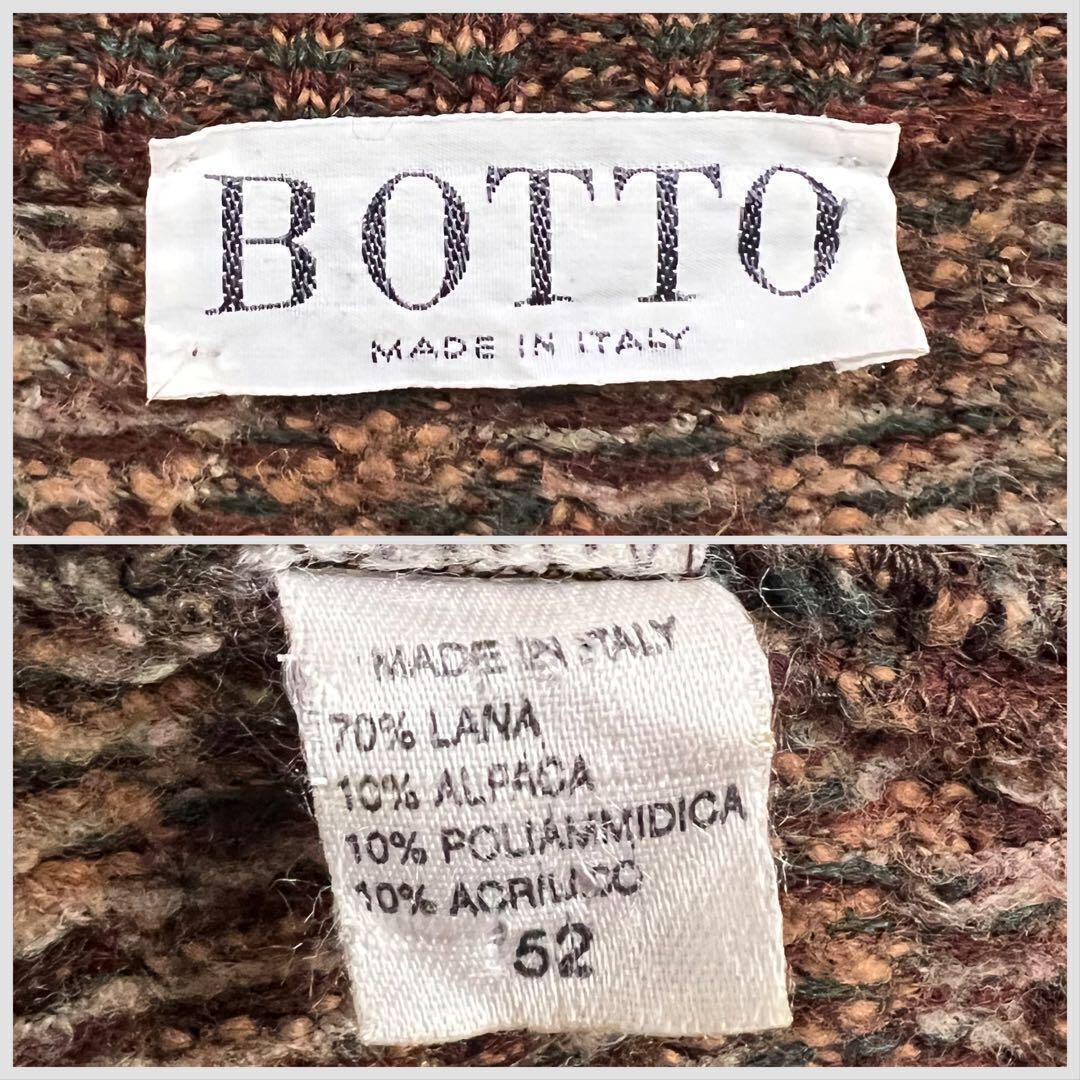 BOTTO
MADE IN ITALY
MADE IN ITALY
70% LANA
10% ALPACA
10% POLIAMMIDICA
10% ACRILICO
52